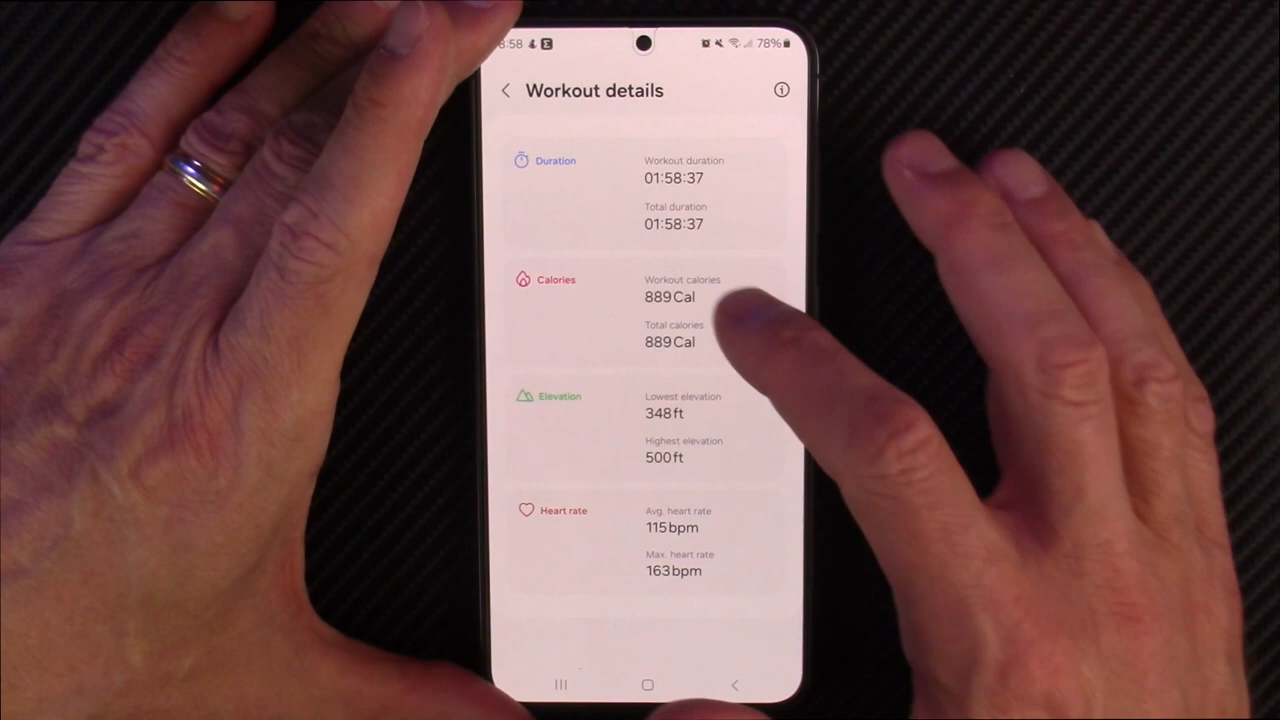 8:58 78%
Workout details
Duration
Workout duration
01:58:37
Total duration
01:58:37
Calories
Workout calories
889 Cal
Total calories
889 Cal
Elevation
Lowest elevation
348 ft
Highest elevation
500 ft
Heart rate
Avg. heart rate
115 bpm
Max. heart rate
163 bpm